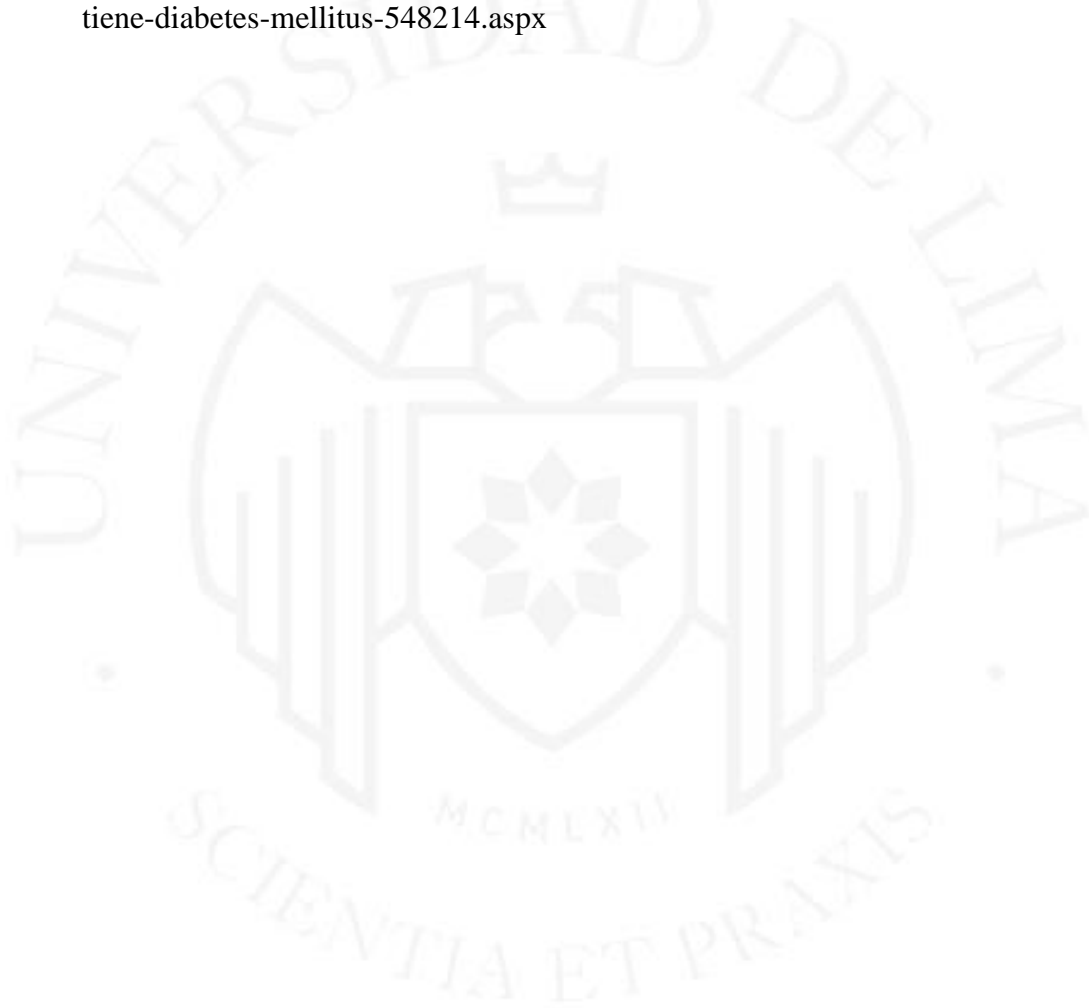 tiene-diabetes-mellitus-548214.aspx
UNIVERSIDAD DE LIMA
MCMLXII
SCIENTIA ET PRAXIS